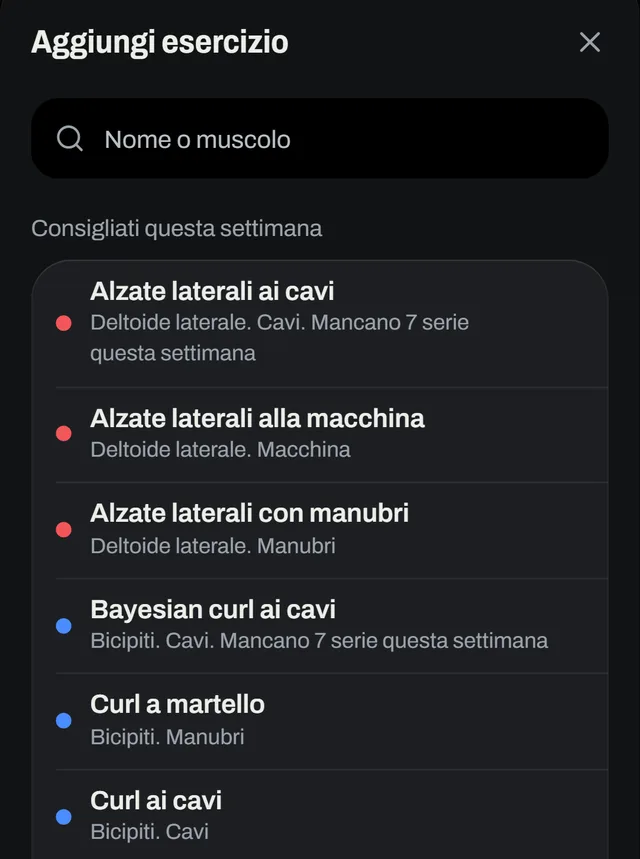 Aggiungi esercizio
Nome o muscolo
Consigliati questa settimana
Alzate laterali ai cavi
Deltoide laterale. Cavi. Mancano 7 serie
questa settimana
Alzate laterali alla macchina
Deltoide laterale. Macchina
Alzate laterali con manubri
Deltoide laterale. Manubri
Bayesian curl ai cavi
Bicipiti. Cavi. Mancano 7 serie questa settimana
Curl a martello
Bicipiti. Manubri
Curl ai cavi
Bicipiti. Cavi